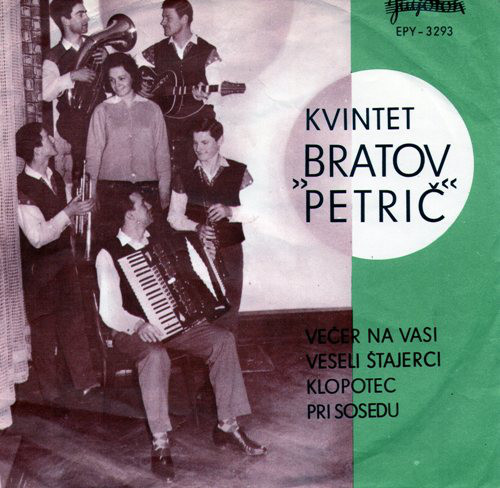 Jugoton
EPY-3293
KVINTET
BRATOV
»PETRIČ«
VEČER NA VASI
VESELI ŠTAJERCI
KLOPOTEC
PRI SOSEDU